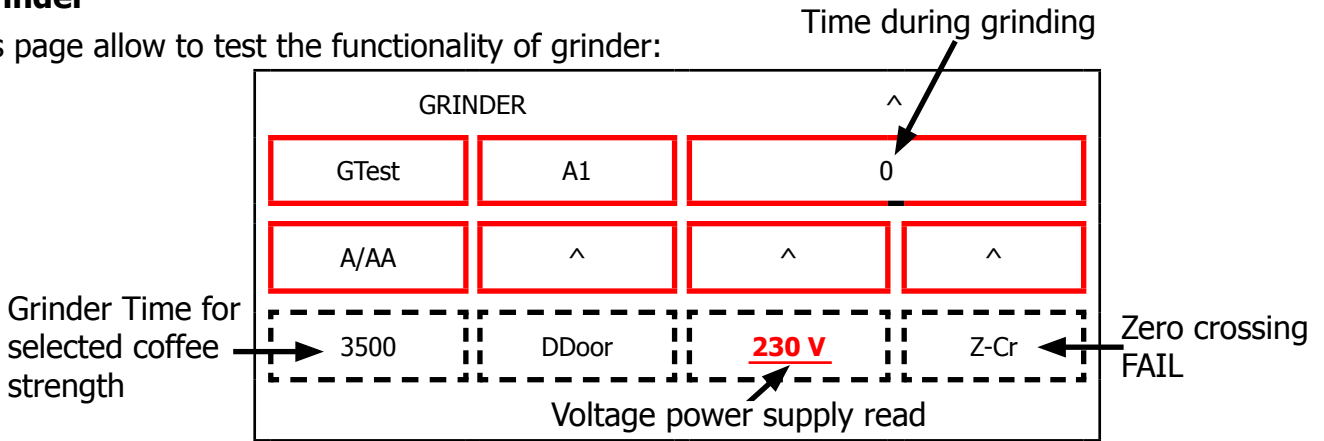 Time during grinding
s page allow to test the functionality of grinder:
GRINDER ^
GTest A1 0
A/AA ^ ^ ^
Grinder Time for
selected coffee
strength
3500 DDoor 230 V Z-Cr
Zero crossing
FAIL
Voltage power supply read